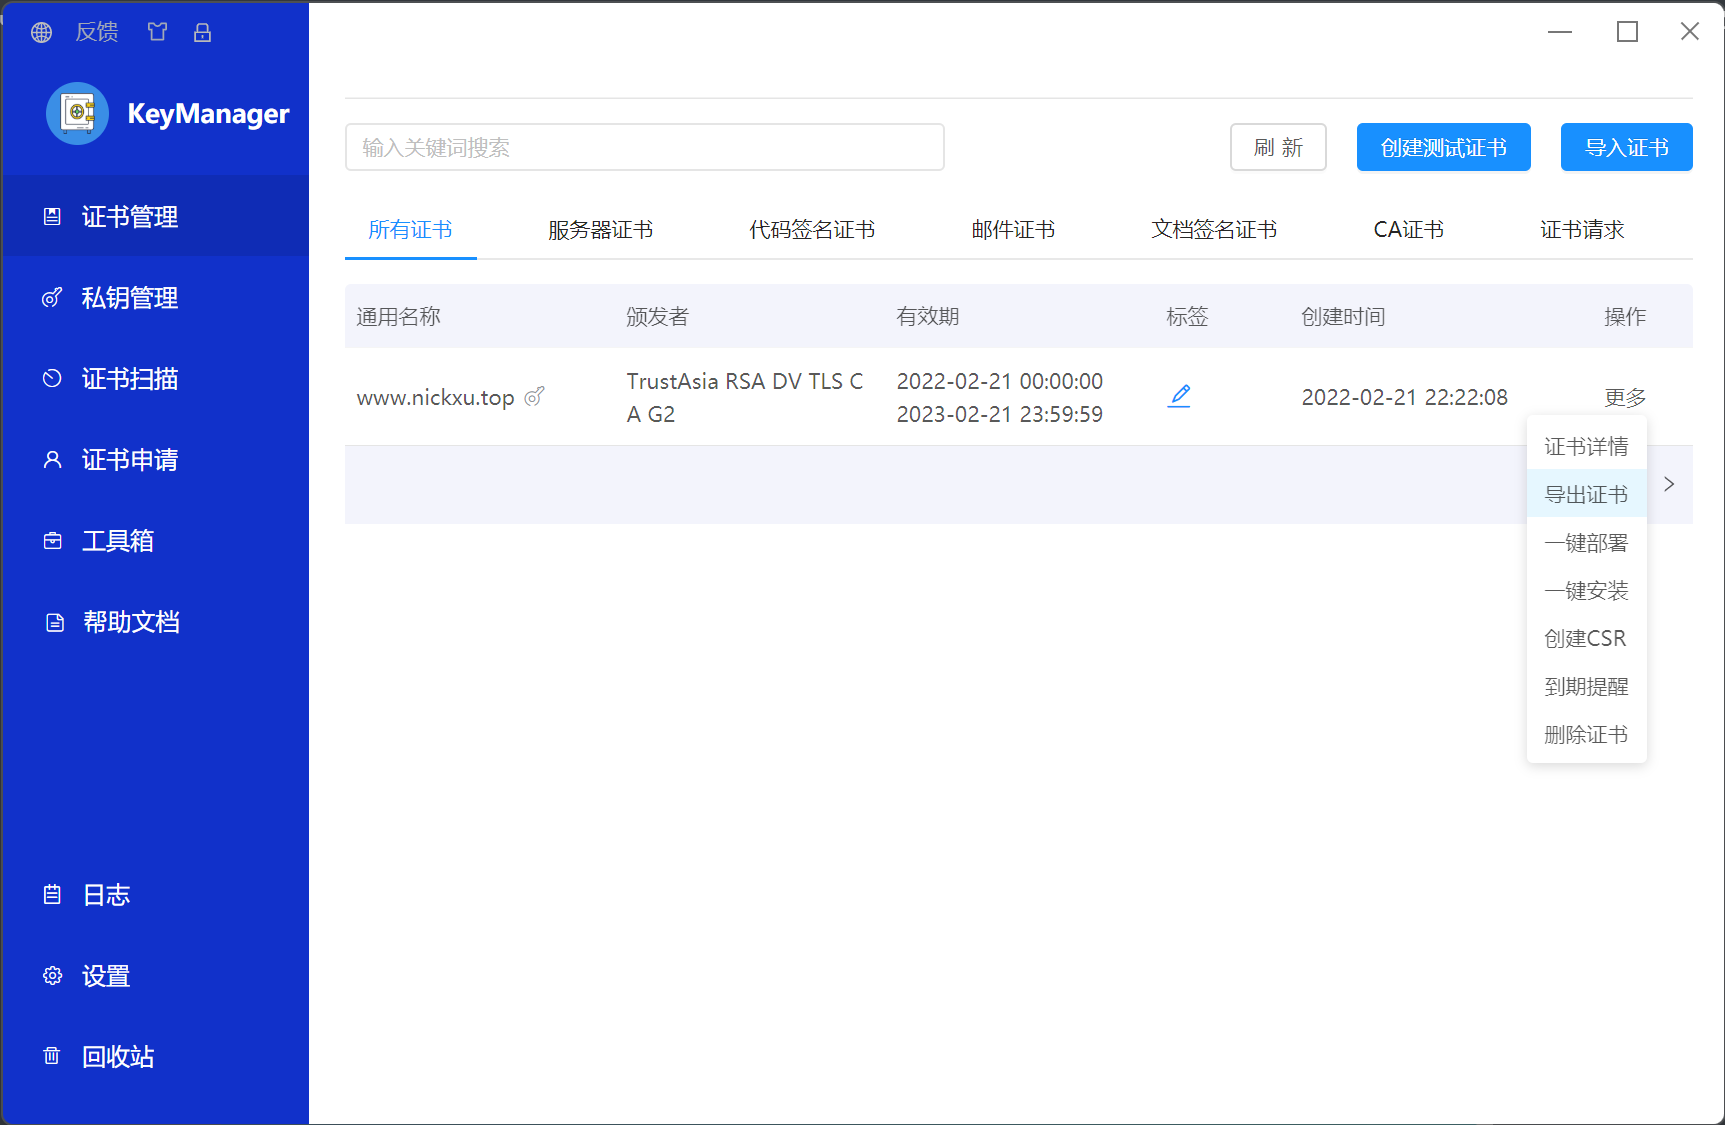 反馈
KeyManager
证书管理
私钥管理
证书扫描
证书申请
工具箱
帮助文档
日志
设置
回收站
输入关键词搜索
刷 新
创建测试证书
导入证书
所有证书
服务器证书
代码签名证书
邮件证书
文档签名证书
CA证书
证书请求
通用名称
颁发者
有效期
标签
创建时间
操作
www.nickxu.top
TrustAsia RSA DV TLS C
A G2
2022-02-21 00:00:00
2023-02-21 23:59:59
2022-02-21 22:22:08
更多
证书详情
导出证书
一键部署
一键安装
创建CSR
到期提醒
删除证书